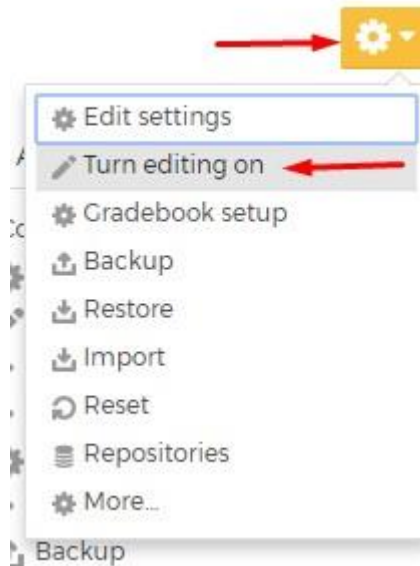 Edit settings
Turn editing on
Gradebook setup
Backup
Restore
Import
Reset
Repositories
More...
Backup